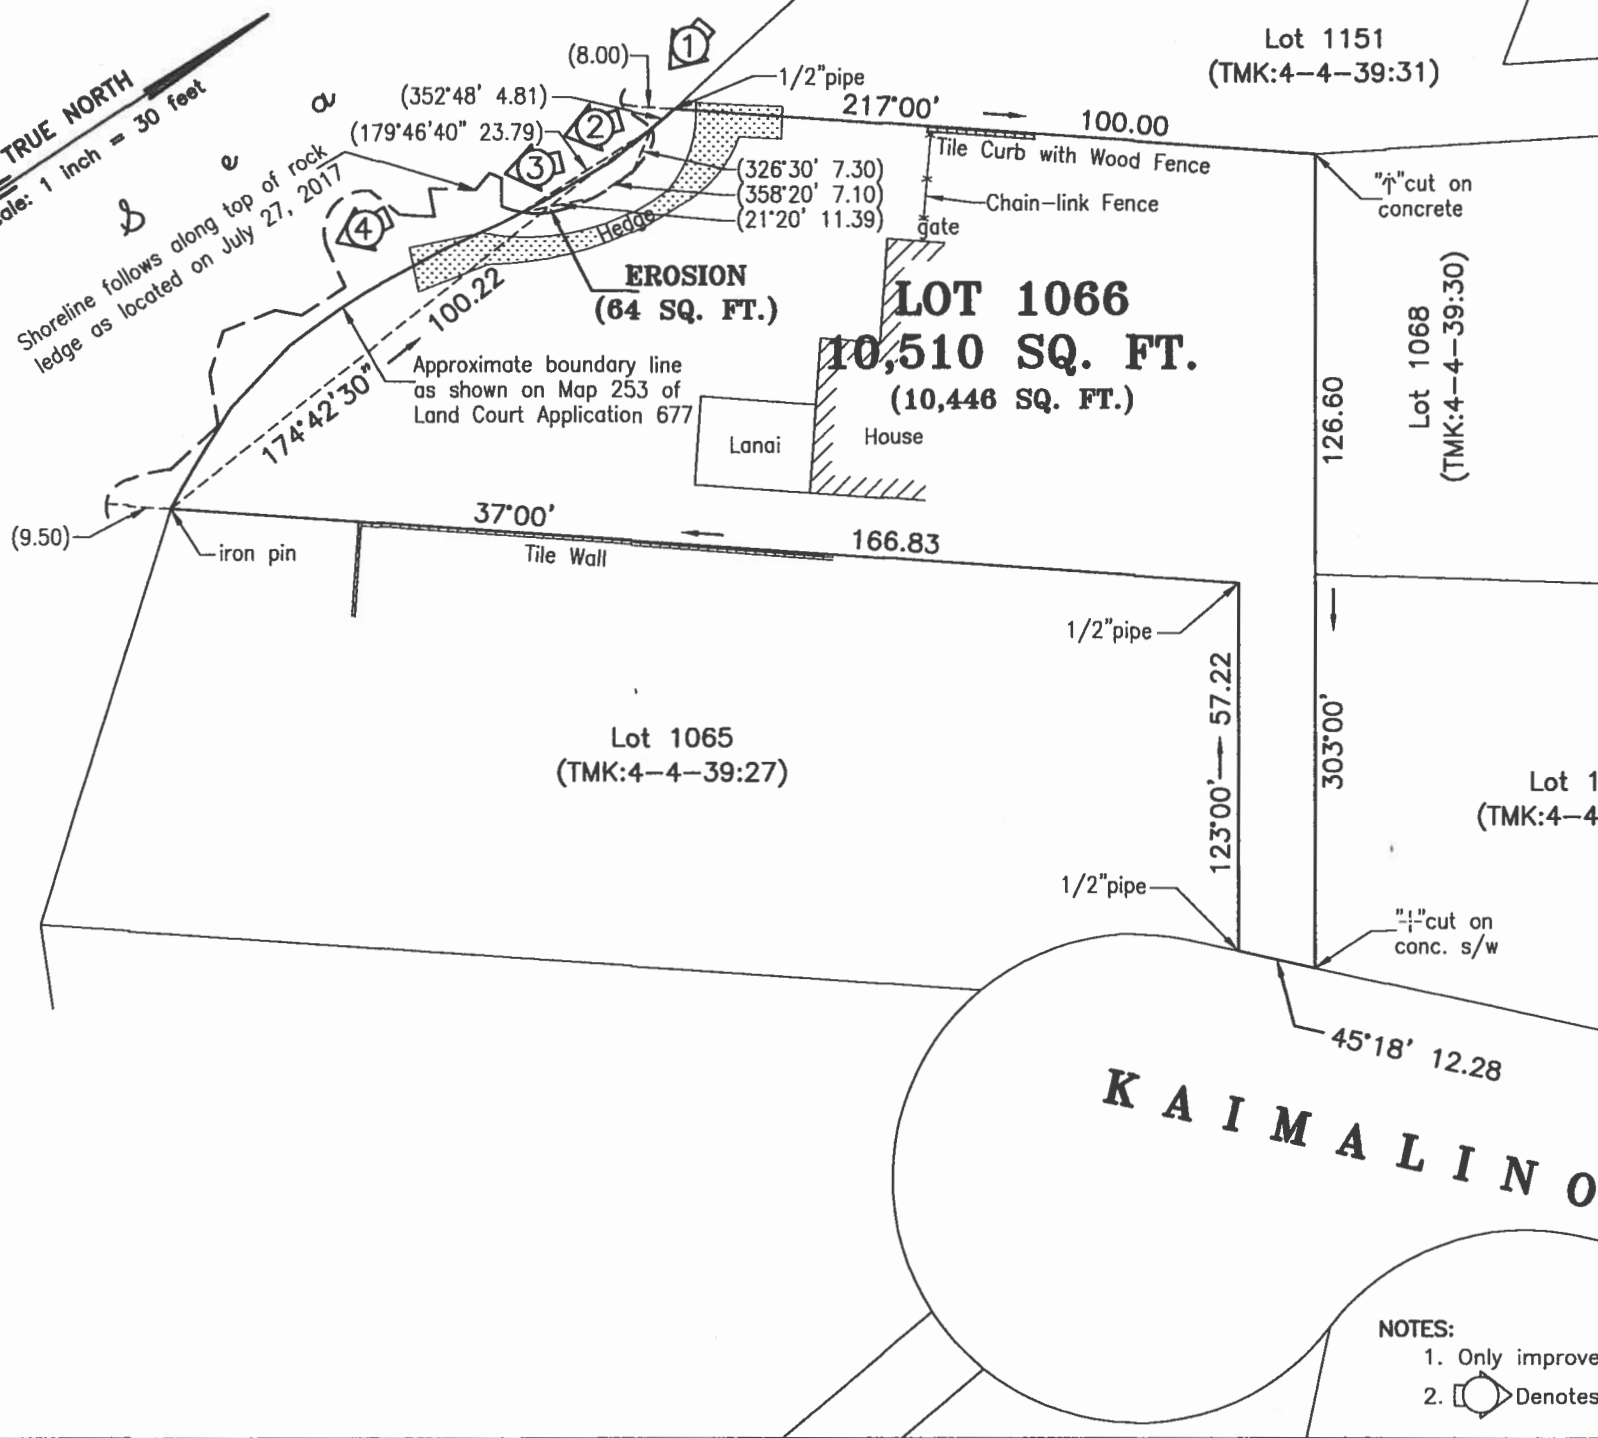 TRUE NORTH
1 inch = 30 feet
S e a
Shoreline follows along top of rock
ledge as located on July 27, 2017
(8.00)
1
1/2"pipe
(352°48' 4.81)
2
(179°46'40" 23.79)
3
4
217°00'
100.00
Lot 1151
(TMK:4-4-39:31)
Tile Curb with Wood Fence
(326°30' 7.30)
(358°20' 7.10)
(21°20' 11.39)
Chain-link Fence
gate
Hedge
"↑"cut on
concrete
EROSION
(64 SQ. FT.)
LOT 1066
10,510 SQ. FT.
(10,446 SQ. FT.)
Lot 1068
(TMK:4-4-39:30)
126.60
100.22
174°42'30"
Approximate boundary line
as shown on Map 253 of
Land Court Application 677
Lanai
House
(9.50)
iron pin
37°00'
166.83
Tile Wall
1/2"pipe
123°00' 57.22
303°00'
Lot 1065
(TMK:4-4-39:27)
Lot 1
(TMK:4-4
1/2"pipe
"+"cut on
conc. s/w
45°18' 12.28
KAIMALINO
NOTES:
1. Only improve
2. Denotes